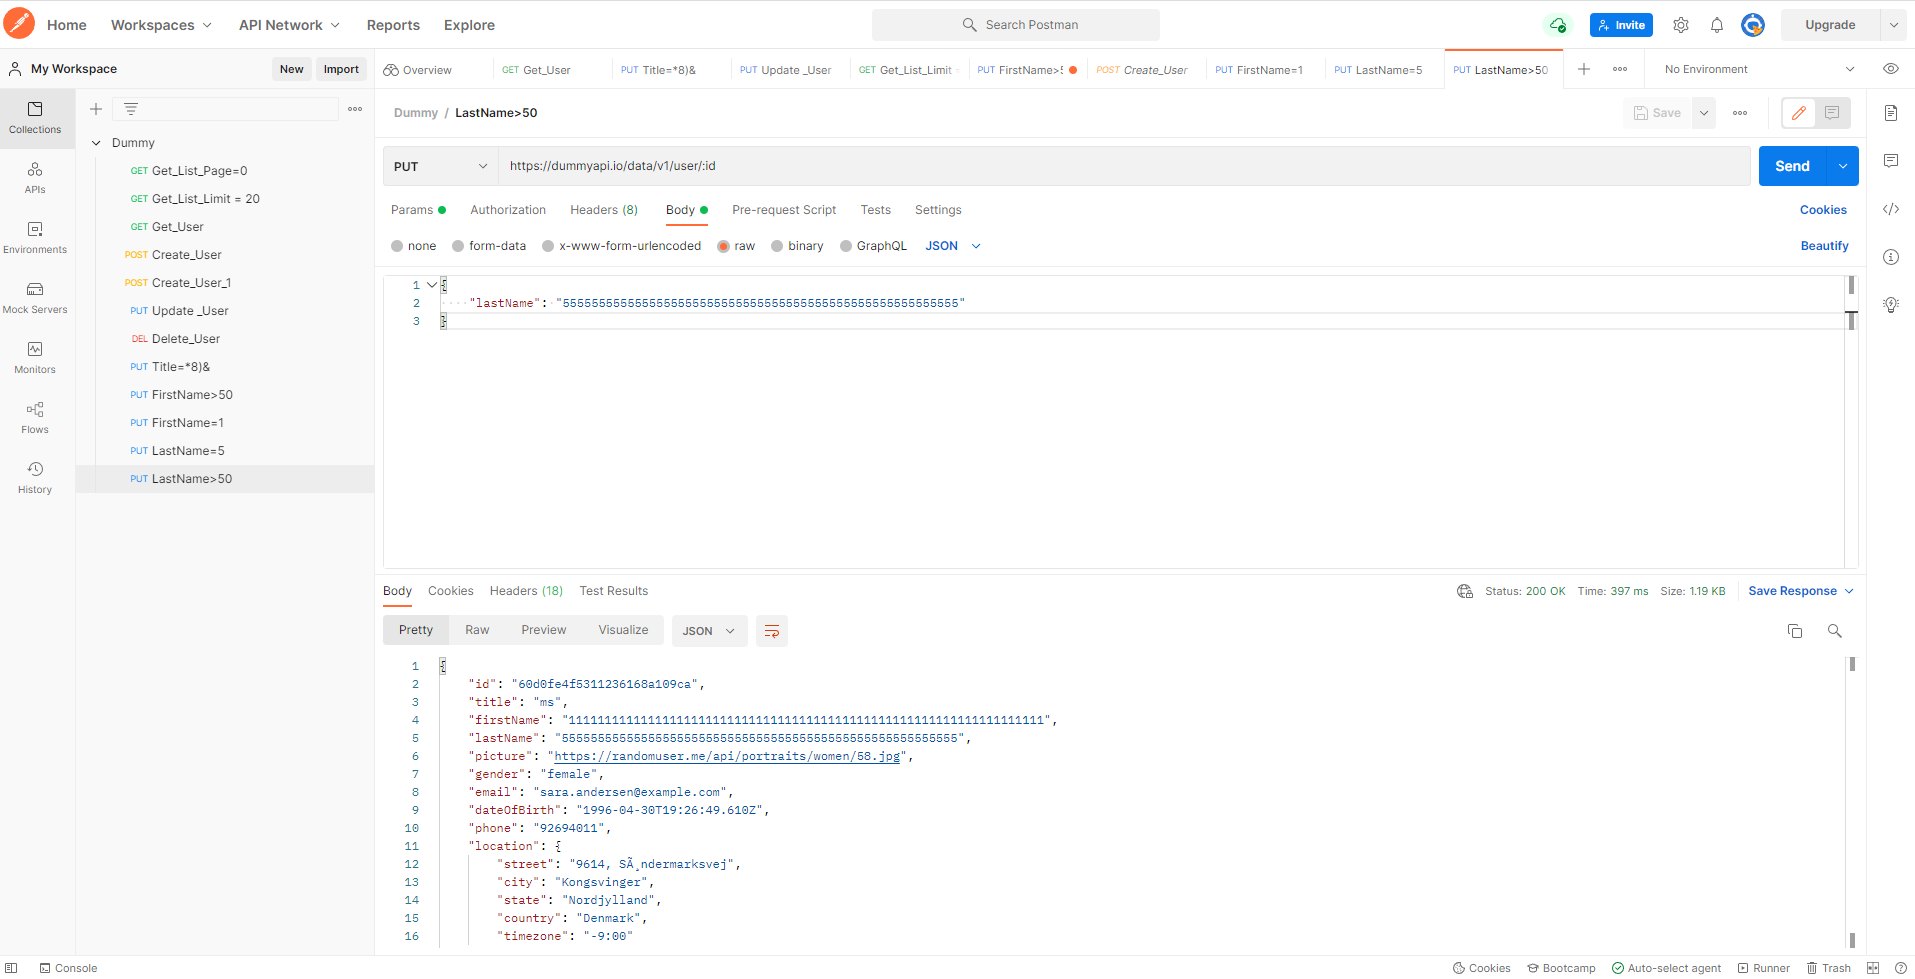 Home Workspaces API Network Reports Explore Search Postman Invite Upgrade
My Workspace New Import Overview GET Get_User PUT Title=*8)& PUT Update _User GET Get_List_Limit PUT FirstName>5 POST Create_User PUT FirstName=1 PUT LastName=5 PUT LastName>50 No Environment
Collections
APIs
Environments
Mock Servers
Monitors
Flows
History
Dummy
GET Get_List_Page=0
GET Get_List_Limit = 20
GET Get_User
POST Create_User
POST Create_User_1
PUT Update _User
DEL Delete_User
PUT Title=*8)&
PUT FirstName>50
PUT FirstName=1
PUT LastName=5
PUT LastName>50
Dummy / LastName>50 Save
PUT https://dummyapi.io/data/v1/user/:id Send
Params Authorization Headers (8) Body Pre-request Script Tests Settings Cookies
none form-data x-www-form-urlencoded raw binary GraphQL JSON Beautify
1 {
2 "lastName": "5555555555555555555555555555555555555555555555555555555"
3 }
Body Cookies Headers (18) Test Results Status: 200 OK Time: 397 ms Size: 1.19 KB Save Response
Pretty Raw Preview Visualize JSON
1 {
2 "id": "60d0fe4f5311236168a109ca",
3 "title": "ms",
4 "firstName": "111111111111111111111111111111111111111111111111111111111111111111",
5 "lastName": "5555555555555555555555555555555555555555555555555555555",
6 "picture": "https://randomuser.me/api/portraits/women/58.jpg",
7 "gender": "female",
8 "email": "sara.andersen@example.com",
9 "dateOfBirth": "1996-04-30T19:26:49.610Z",
10 "phone": "92694011",
11 "location": {
12 "street": "9614, SÃ¸ndermarksvej",
13 "city": "Kongsvinger",
14 "state": "Nordjylland",
15 "country": "Denmark",
16 "timezone": "-9:00"
Console Cookies Bootcamp Auto-select agent Runner Trash